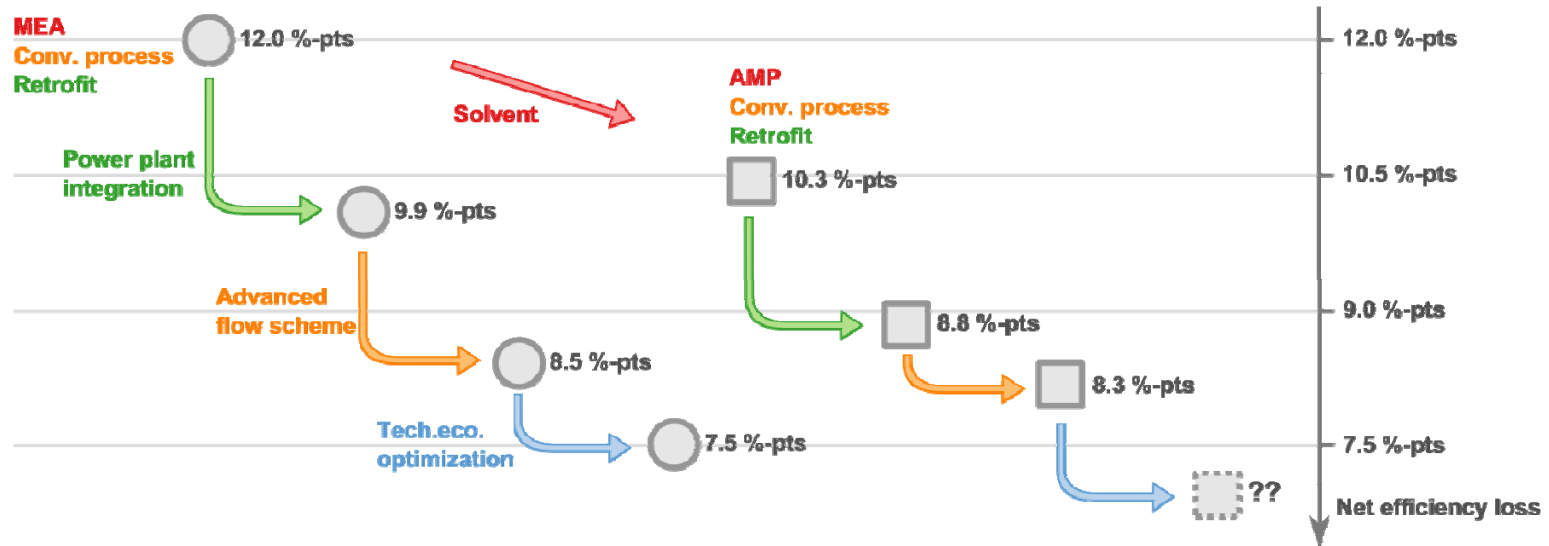 MEA
Conv. process
Retrofit
12.0 %-pts
12.0 %-pts
Solvent
AMP
Conv. process
Retrofit
Power plant
integration
10.3 %-pts
10.5 %-pts
9.9 %-pts
Advanced
flow scheme
9.0 %-pts
8.8 %-pts
8.5 %-pts
8.3 %-pts
Tech.eco.
optimization
7.5 %-pts
7.5 %-pts
??
Net efficiency loss